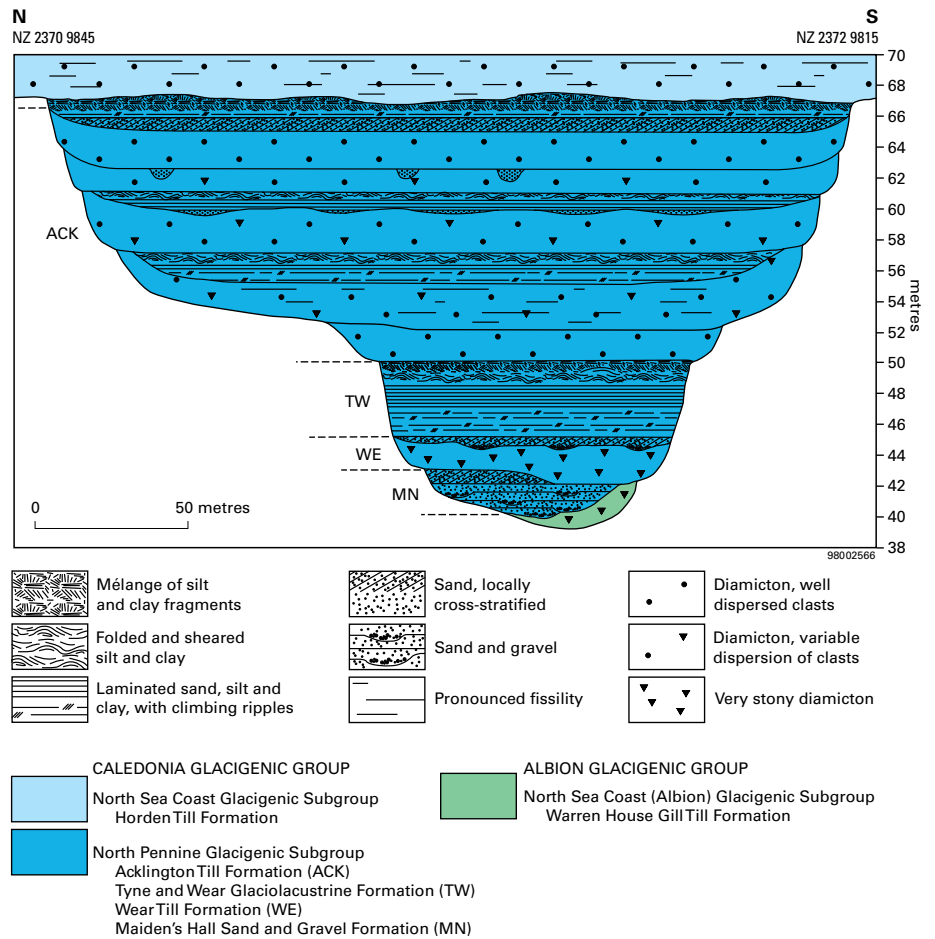 N
S
NZ 2370 9845
NZ 2372 9815
70
68
66
64
62
60
58
56
54
52
50
48
46
44
42
40
38
metres
ACK
TW
WE
MN
0
50 metres
98002566
Mélange of silt
and clay fragments
Folded and sheared
silt and clay
Laminated sand, silt and
clay, with climbing ripples
Sand, locally
cross-stratified
Sand and gravel
Pronounced fissility
Diamicton, well
dispersed clasts
Diamicton, variable
dispersion of clasts
Very stony diamicton
CALEDONIA GLACIGENIC GROUP
North Sea Coast Glacigenic Subgroup
Horden Till Formation
North Pennine Glacigenic Subgroup
Acklington Till Formation (ACK)
Tyne and Wear Glaciolacustrine Formation (TW)
Wear Till Formation (WE)
Maiden's Hall Sand and Gravel Formation (MN)
ALBION GLACIGENIC GROUP
North Sea Coast (Albion) Glacigenic Subgroup
Warren House Gill Till Formation